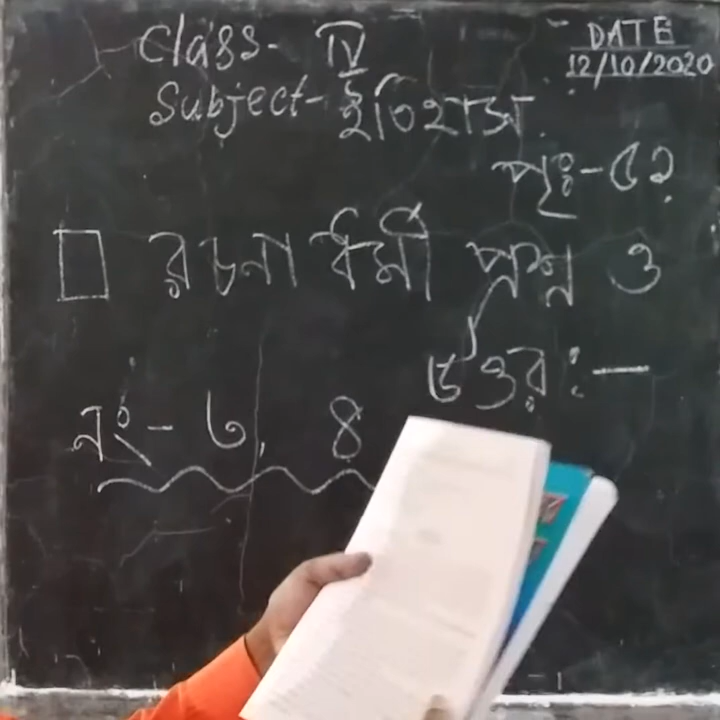 Class- IV
DATE
12/10/2020
Subject- ইতিহাস
পৃঃ-৫২
রচনা ধর্মী প্রশ্ন ও
উত্তর :-
নং- ৩, ৪